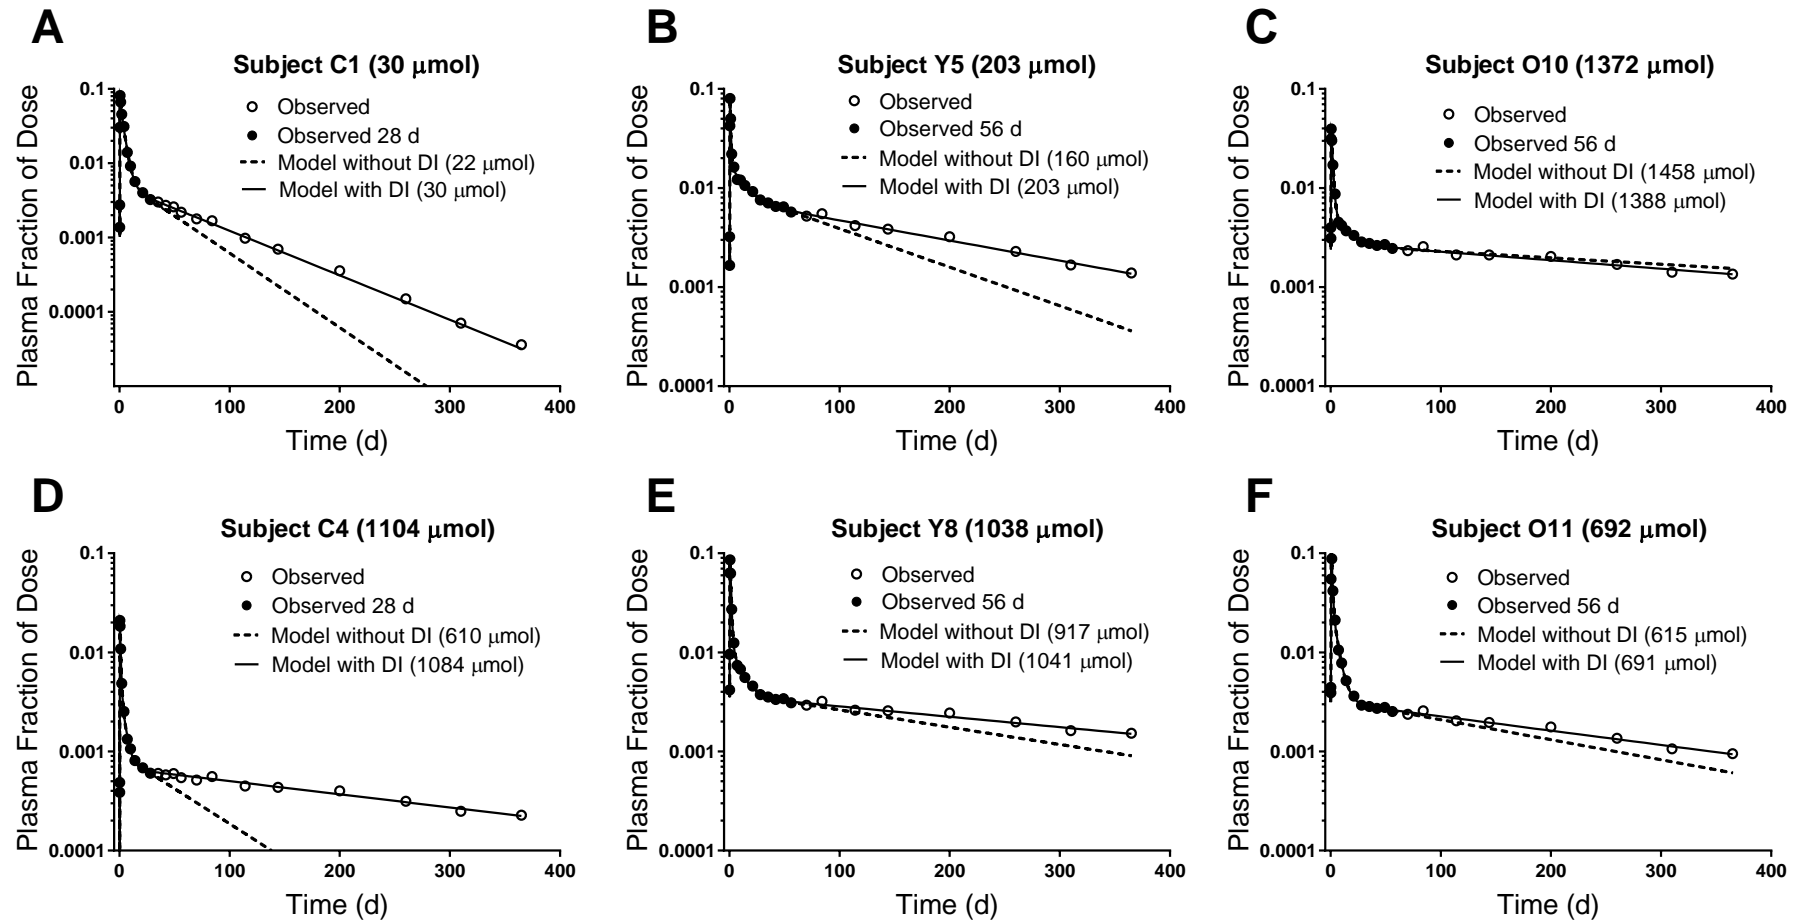 A
Subject C1 (30 μmol)
Plasma Fraction of Dose
0.1
0.01
0.001
0.0001
Observed
Observed 28 d
Model without DI (22 μmol)
Model with DI (30 μmol)
0 100 200 300 400
Time (d)
B
Subject Y5 (203 μmol)
Plasma Fraction of Dose
0.1
0.01
0.001
0.0001
Observed
Observed 56 d
Model without DI (160 μmol)
Model with DI (203 μmol)
0 100 200 300 400
Time (d)
C
Subject O10 (1372 μmol)
Plasma Fraction of Dose
0.1
0.01
0.001
0.0001
Observed
Observed 56 d
Model without DI (1458 μmol)
Model with DI (1388 μmol)
0 100 200 300 400
Time (d)
D
Subject C4 (1104 μmol)
Plasma Fraction of Dose
0.1
0.01
0.001
0.0001
Observed
Observed 28 d
Model without DI (610 μmol)
Model with DI (1084 μmol)
0 100 200 300 400
Time (d)
E
Subject Y8 (1038 μmol)
Plasma Fraction of Dose
0.1
0.01
0.001
0.0001
Observed
Observed 56 d
Model without DI (917 μmol)
Model with DI (1041 μmol)
0 100 200 300 400
Time (d)
F
Subject O11 (692 μmol)
Plasma Fraction of Dose
0.1
0.01
0.001
0.0001
Observed
Observed 56 d
Model without DI (615 μmol)
Model with DI (691 μmol)
0 100 200 300 400
Time (d)